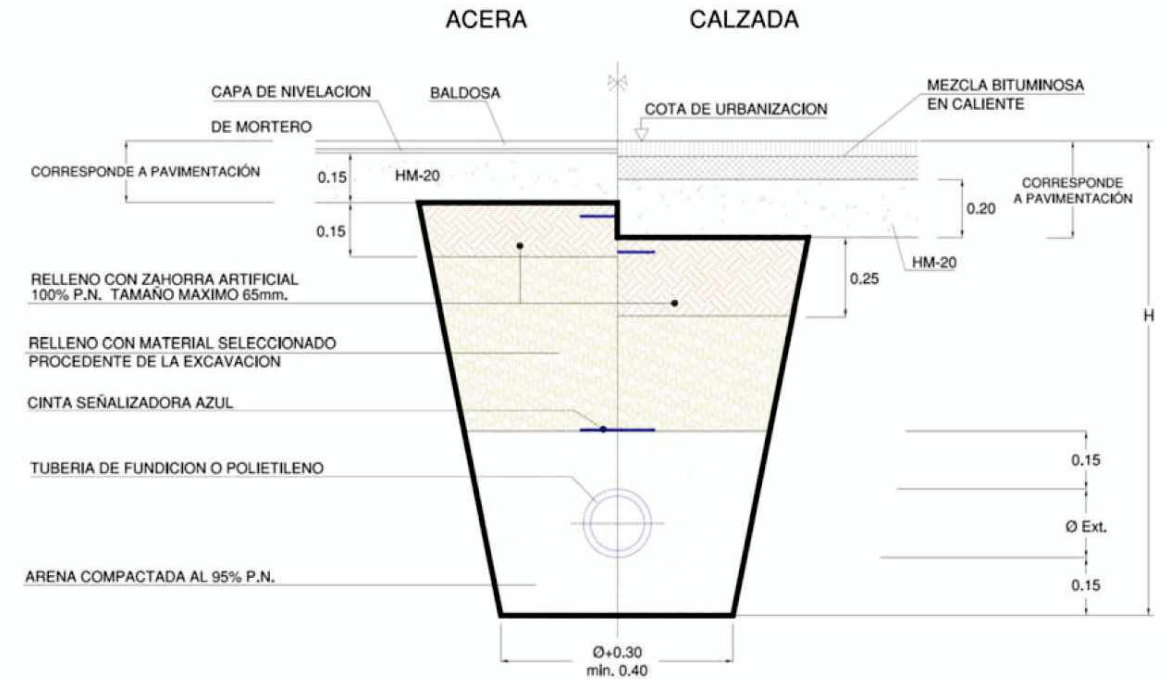 ACERA
CALZADA
CAPA DE NIVELACION
DE MORTERO
BALDOSA
COTA DE URBANIZACION
MEZCLA BITUMINOSA
EN CALIENTE
CORRESPONDE A PAVIMENTACIÓN
0.15
HM-20
0.15
CORRESPONDE
A PAVIMENTACIÓN
0.20
HM-20
0.25
RELLENO CON ZAHORRA ARTIFICIAL
100% P.N. TAMAÑO MAXIMO 65mm.
H
RELLENO CON MATERIAL SELECCIONADO
PROCEDENTE DE LA EXCAVACION
CINTA SEÑALIZADORA AZUL
TUBERIA DE FUNDICION O POLIETILENO
0.15
Ø Ext.
0.15
ARENA COMPACTADA AL 95% P.N.
Ø+0.30
min. 0.40